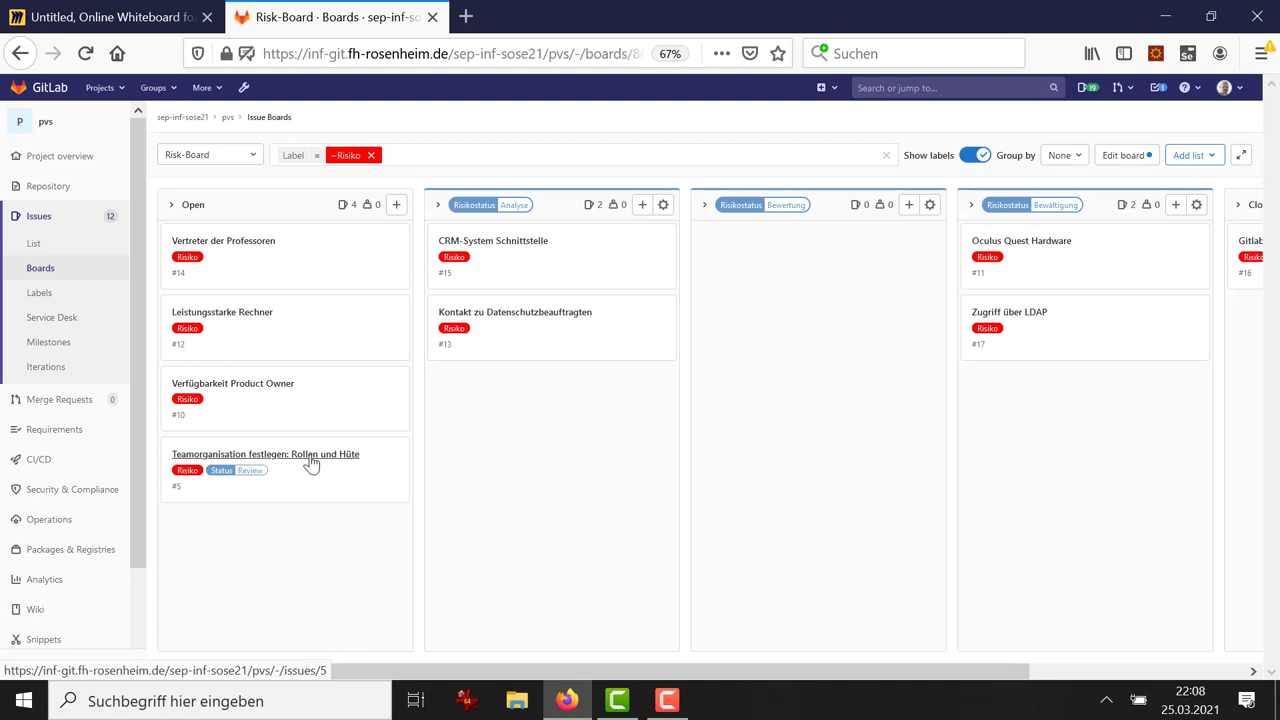 Untitled, Online Whiteboard fo
Risk-Board · Boards · sep-inf-so
https://inf-git.fh-rosenheim.de/sep-inf-sose21/pvs/-/boards/8
67%
Suchen
GitLab
Projects
Groups
More
Search or jump to...
19
1
P
pvs
sep-inf-sose21 > pvs > Issue Boards
Project overview
Repository
Issues
12
List
Boards
Labels
Service Desk
Milestones
Iterations
Merge Requests
0
Requirements
CI/CD
Security & Compliance
Operations
Packages & Registries
Analytics
Wiki
Snippets
Risk-Board
Label = ~Risiko
Show labels
Group by
None
Edit board
Add list
Open
4
0
Vertreter der Professoren
Risiko
#14
Leistungsstarke Rechner
Risiko
#12
Verfügbarkeit Product Owner
Risiko
#10
Teamorganisation festlegen: Rollen und Hüte
Risiko
Status Review
#5
Risikostatus Analyse
2
0
CRM-System Schnittstelle
Risiko
#15
Kontakt zu Datenschutzbeauftragten
Risiko
#13
Risikostatus Bewertung
0
0
Risikostatus Bewältigung
2
0
Oculus Quest Hardware
Risiko
#11
Zugriff über LDAP
Risiko
#17
Clo
Gitlab
Risiko
#16
https://inf-git.fh-rosenheim.de/sep-inf-sose21/pvs/-/issues/5
Suchbegriff hier eingeben
22:08
25.03.2021